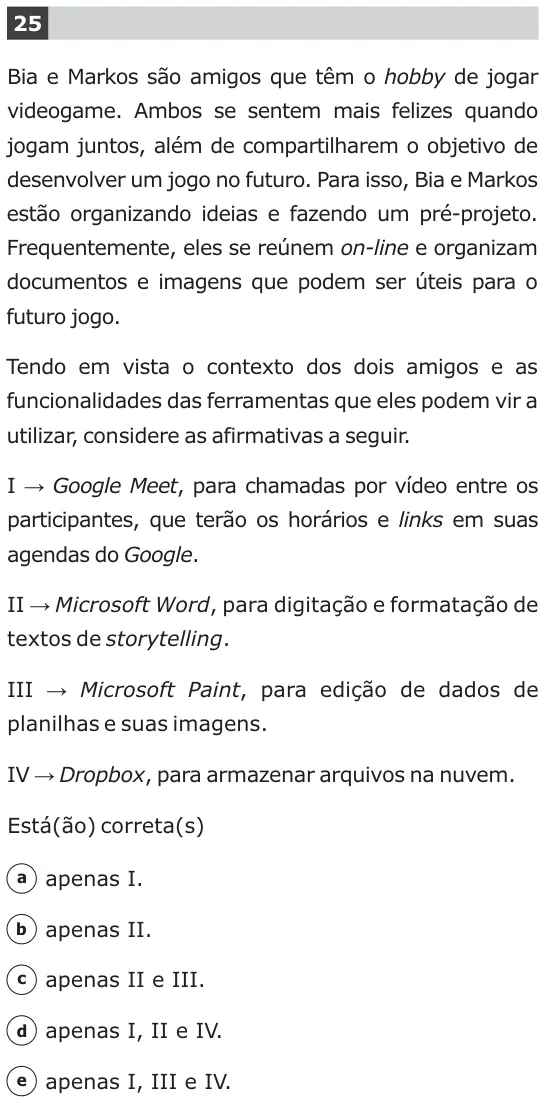 25
Bia e Markos são amigos que têm o hobby de jogar
videogame. Ambos se sentem mais felizes quando
jogam juntos, além de compartilharem o objetivo de
desenvolver um jogo no futuro. Para isso, Bia e Markos
estão organizando ideias e fazendo um pré-projeto.
Frequentemente, eles se reúnem on-line e organizam
documentos e imagens que podem ser úteis para o
futuro jogo.
Tendo em vista o contexto dos dois amigos e as
funcionalidades das ferramentas que eles podem vir a
utilizar, considere as afirmativas a seguir.
I → Google Meet, para chamadas por vídeo entre os
participantes, que terão os horários e links em suas
agendas do Google.
II → Microsoft Word, para digitação e formatação de
textos de storytelling.
III → Microsoft Paint, para edição de dados de
planilhas e suas imagens.
IV → Dropbox, para armazenar arquivos na nuvem.
Está(ão) correta(s)
a apenas I.
b apenas II.
c apenas II e III.
d apenas I, II e IV.
e apenas I, III e IV.